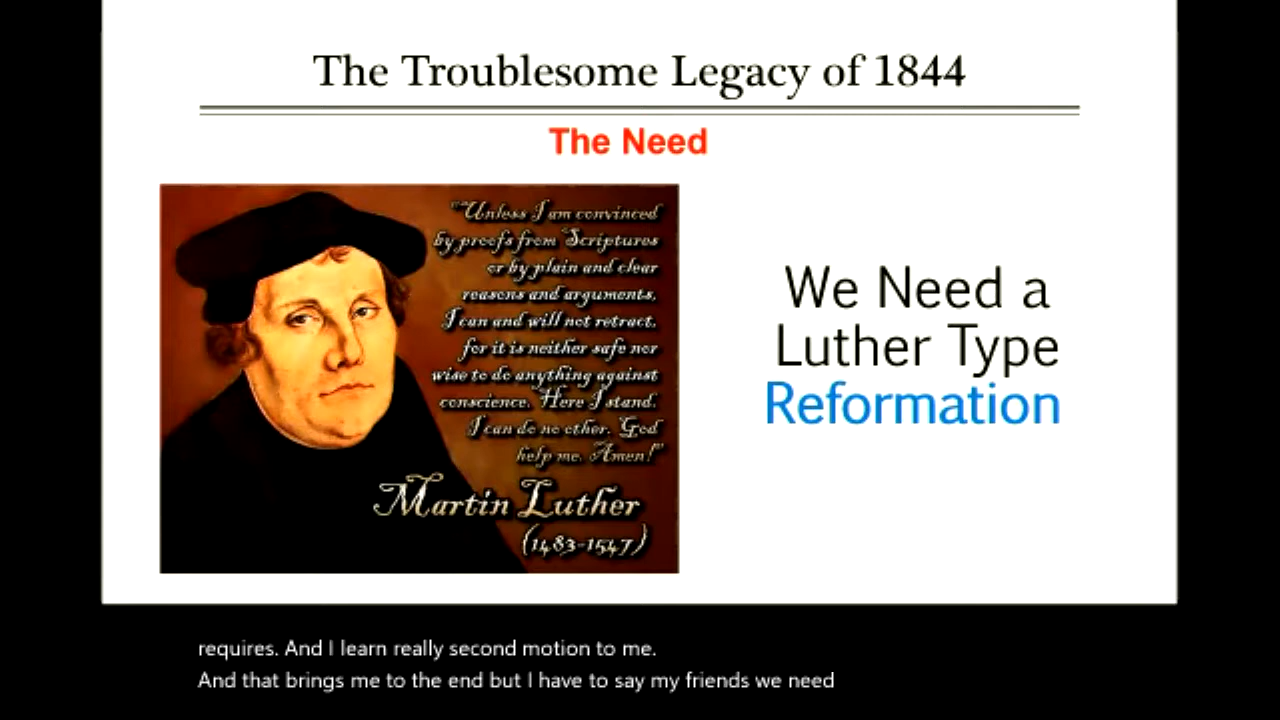 The Troublesome Legacy of 1844
The Need
"Unless I am convinced
by proofs from Scriptures
or by plain and clear
reasons and arguments,
I can and will not retract,
for it is neither safe nor
wise to do anything against
conscience. Here I stand.
I can do no other. God
help me. Amen!"
Martin Luther
(1483-1547)
We Need a
Luther Type
Reformation
requires. And I learn really second motion to me.
And that brings me to the end but I have to say my friends we need